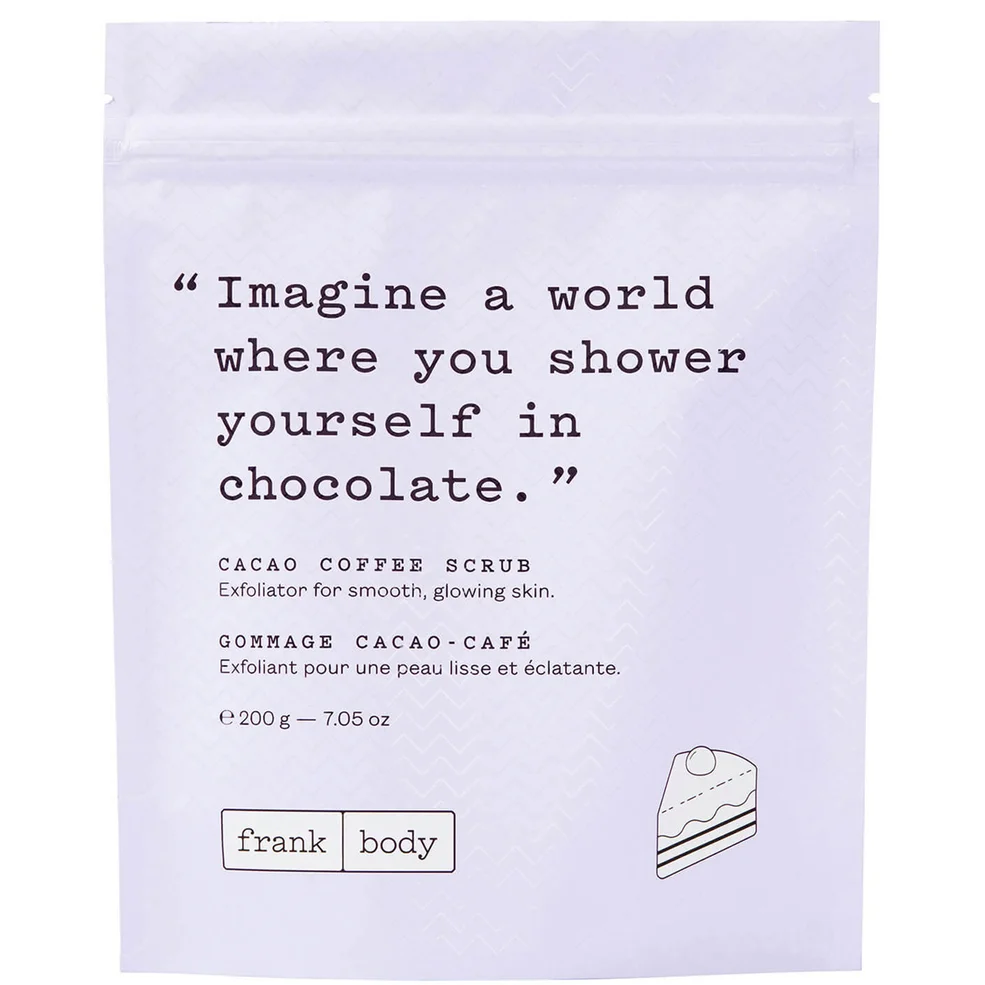 “Imagine a world
where you shower
yourself in
chocolate.”
CACAO COFFEE SCRUB
Exfoliator for smooth, glowing skin.
GOMMAGE CACAO-CAFÉ
Exfoliant pour une peau lisse et éclatante.
℮ 200 g — 7.05 oz
frank body